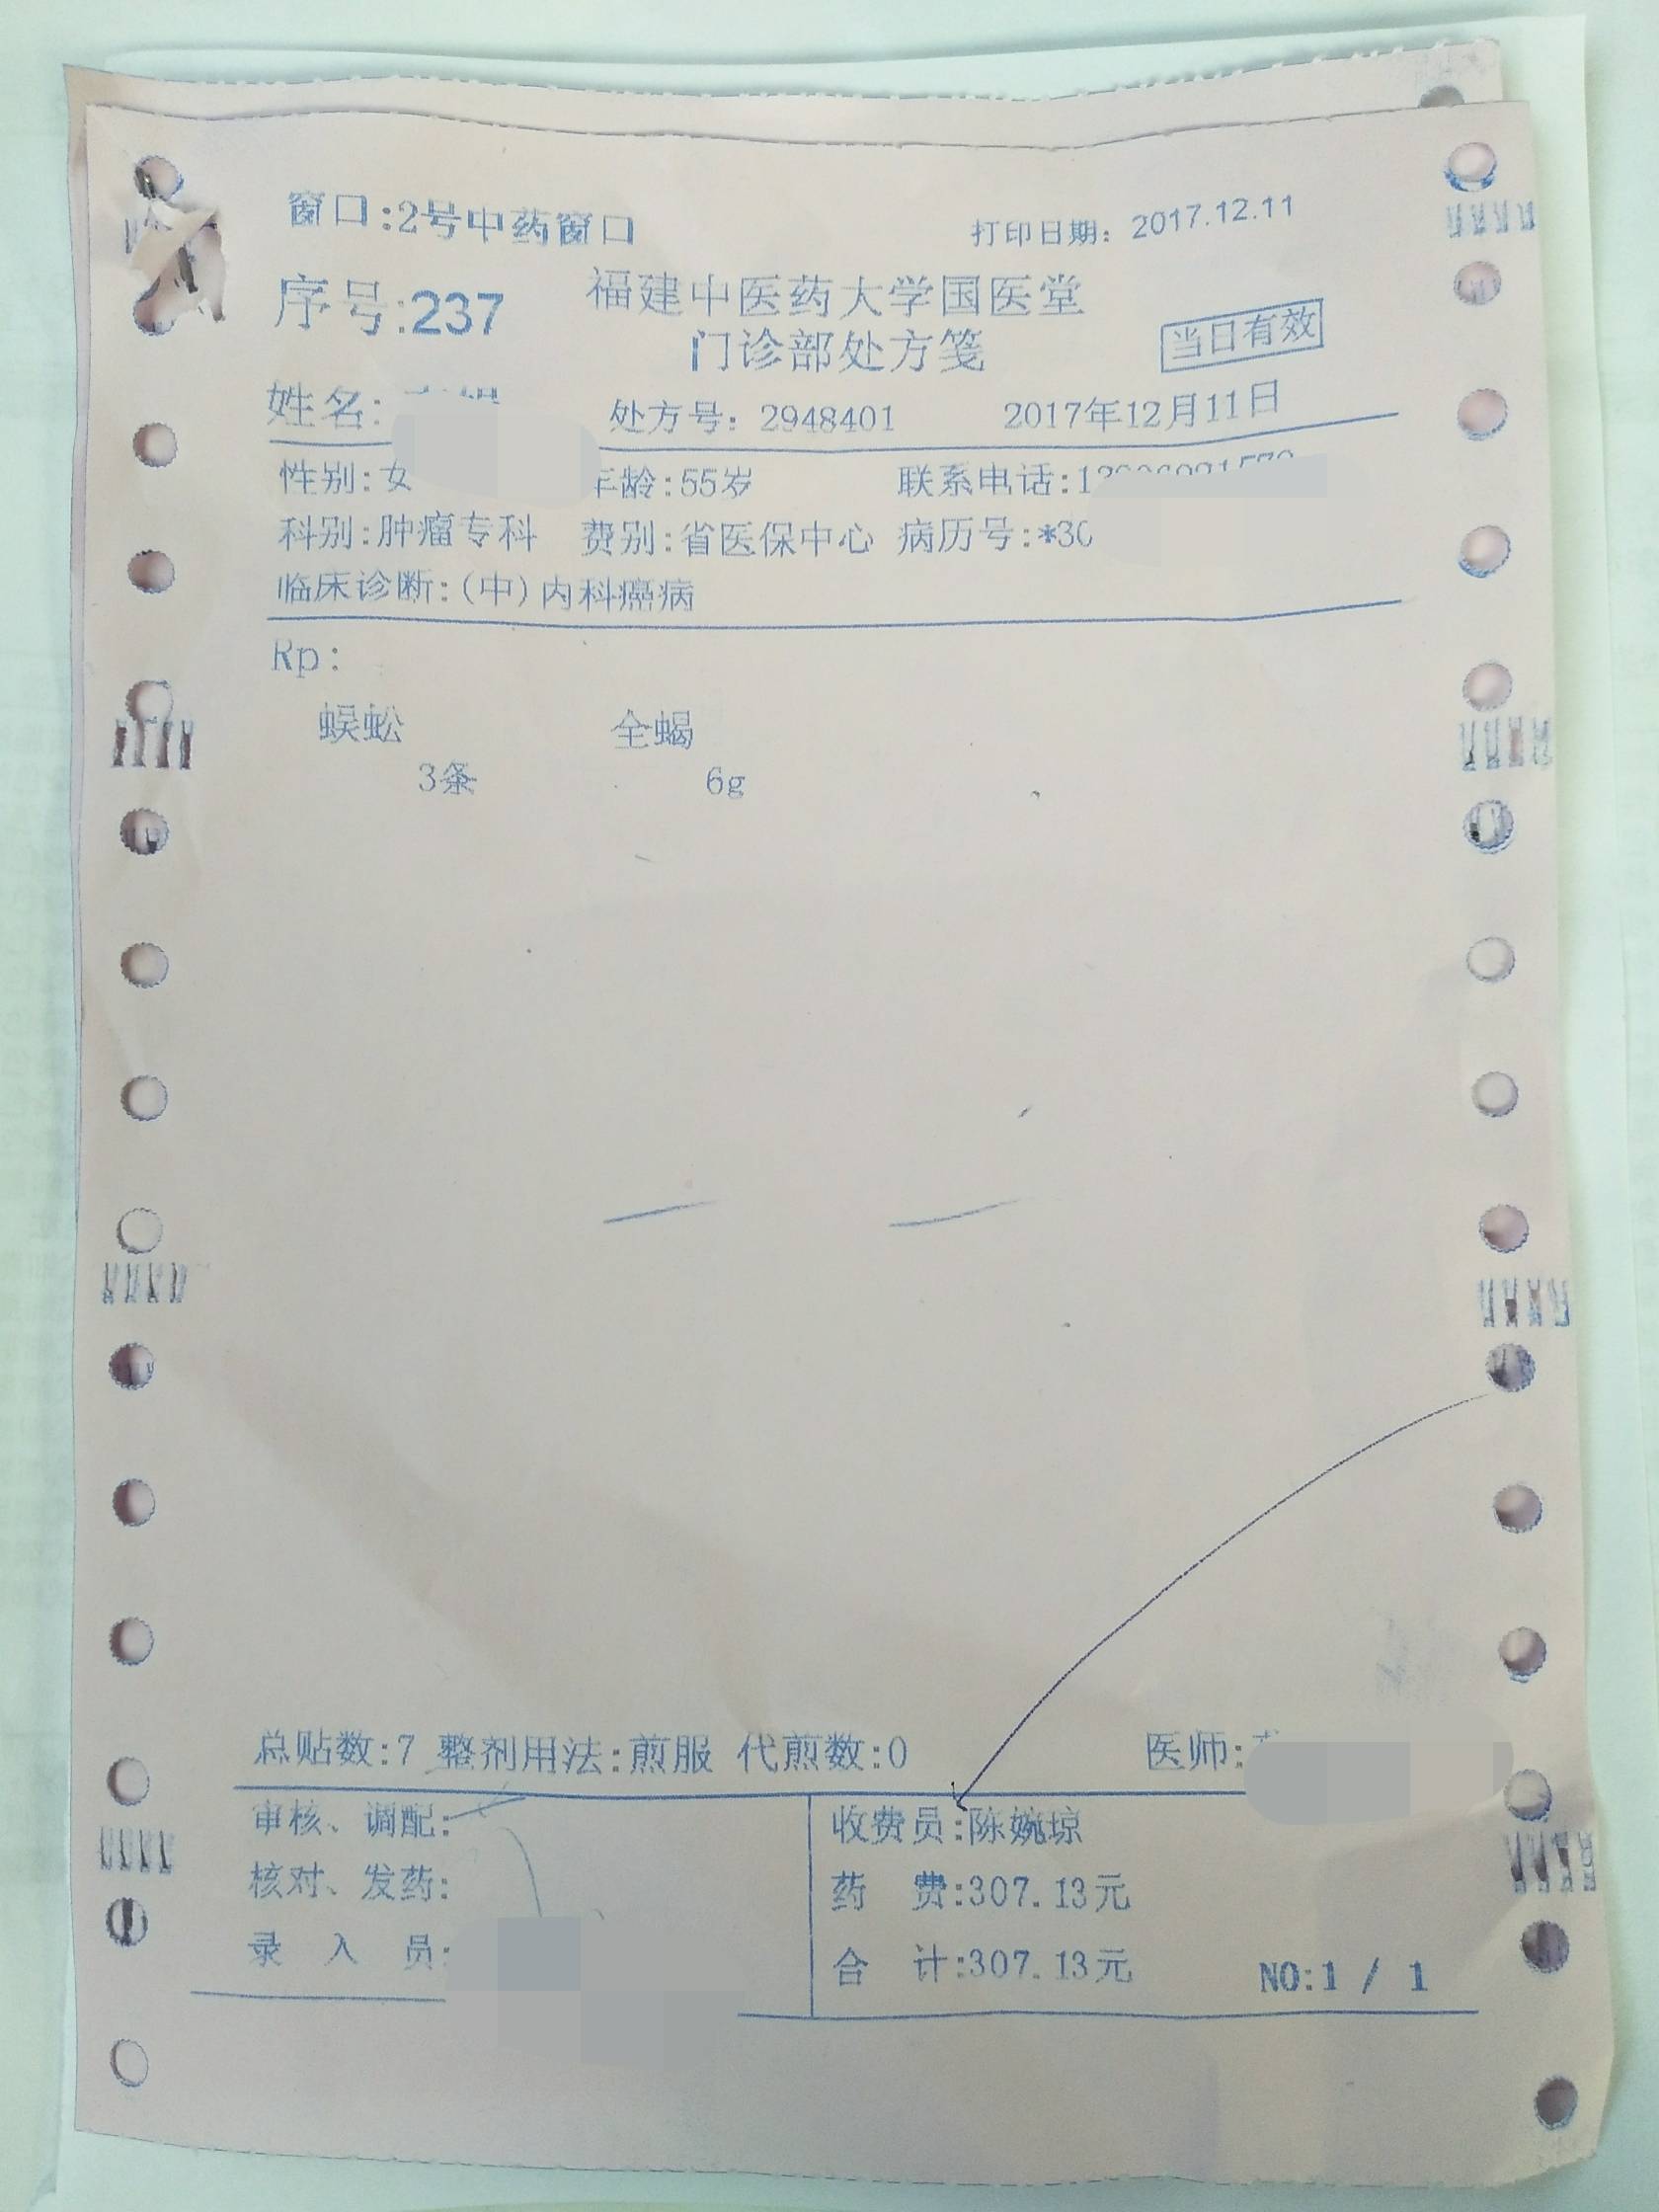 窗口:2号中药窗口
打印日期：2017.12.11
序号:237
福建中医药大学国医堂
门诊部处方笺
当日有效
姓名:
处方号：2948401 2017年12月11日
性别:女 年龄:55岁 联系电话:1
科别:肿瘤专科 费别:省医保中心 病历号:*30
临床诊断:(中)内科癌病
Rp:
蜈蚣 全蝎
3条 6g
总贴数:7 整剂用法:煎服 代煎数:0 医师:
审核、调配: 收费员:陈婉琼
核对、发药: 药 费:307.13元
录 入 员: 合 计:307.13元 NO:1 / 1